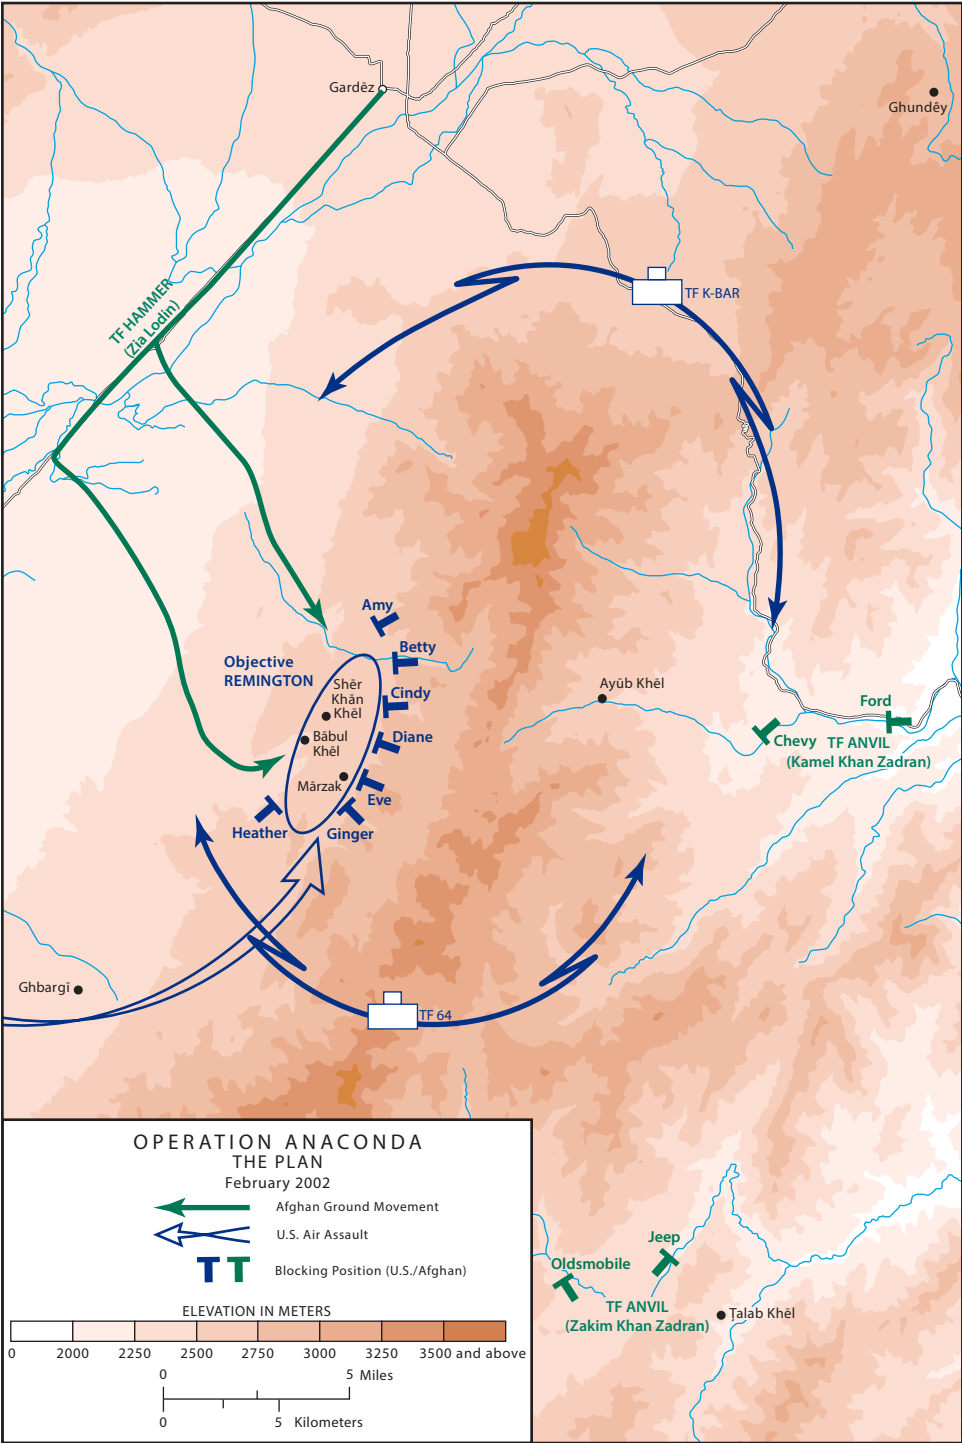 Gardēz
Ghundēy
TF K-BAR
TF HAMMER
(Zia Lodin)
Amy
Betty
Objective
REMINGTON
Shēr
Khān
Khēl
Cindy
Ayūb Khēl
Ford
Bābul
Khēl
Diane
Chevy
TF ANVIL
(Kamel Khan Zadran)
Mārzak
Eve
Heather
Ginger
Ghbargī
TF 64
OPERATION ANACONDA
THE PLAN
February 2002
Afghan Ground Movement
U.S. Air Assault
Blocking Position (U.S./Afghan)
ELEVATION IN METERS
0 2000 2250 2500 2750 3000 3250 3500 and above
0 5 Miles
0 5 Kilometers
Jeep
Oldsmobile
TF ANVIL
(Zakim Khan Zadran)
Ṭalab Khēl